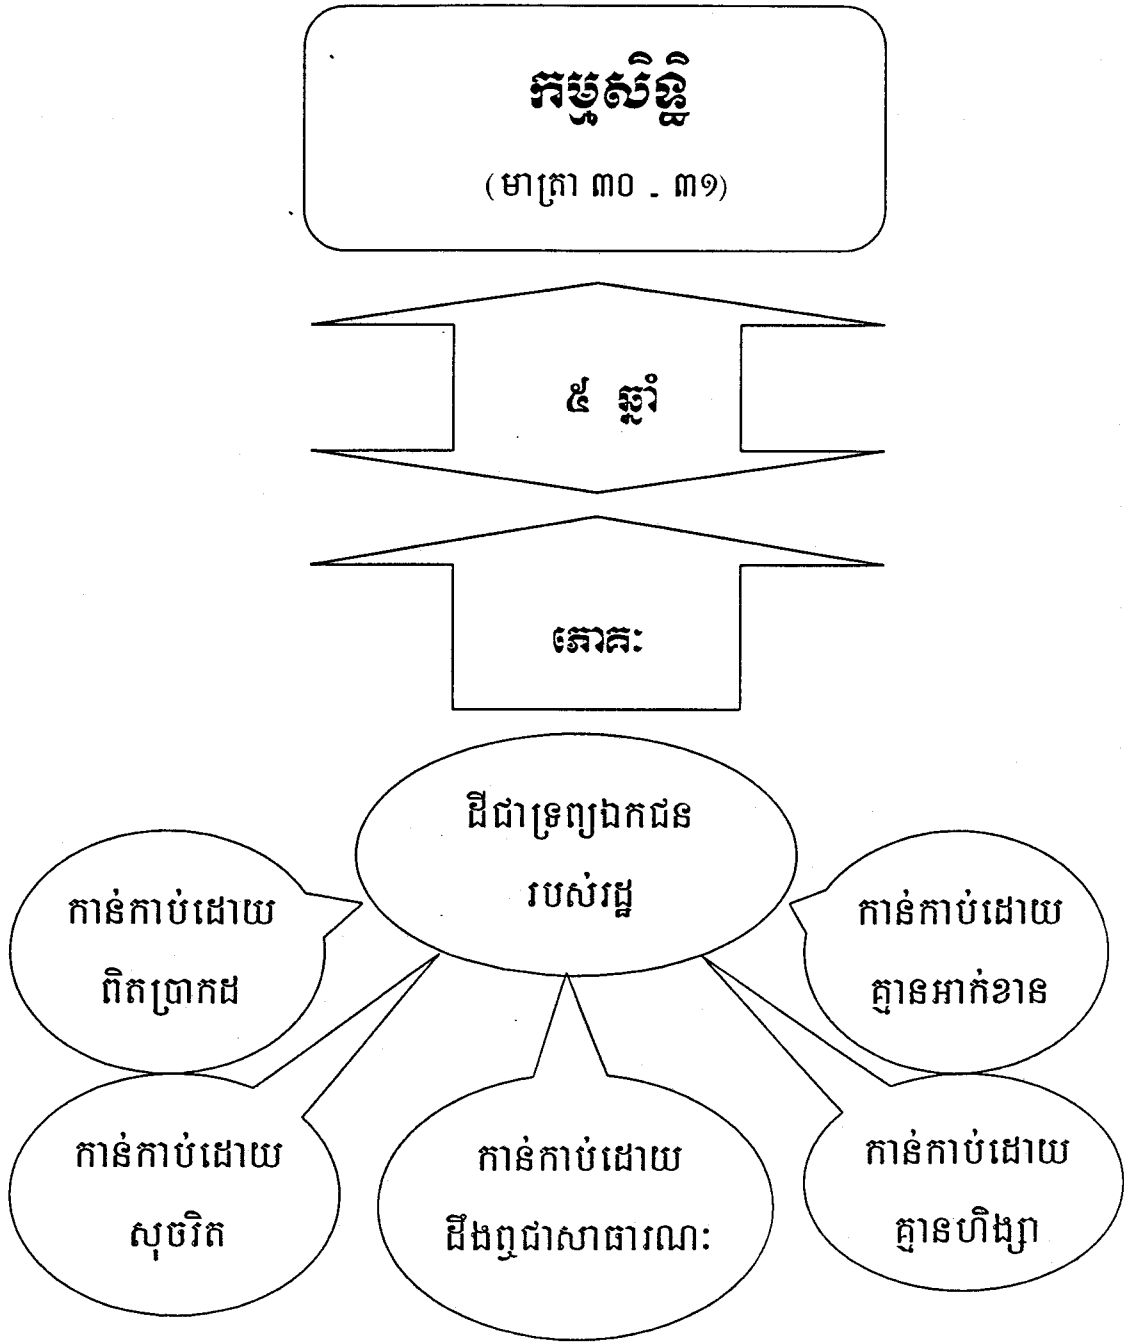 កម្មសិទ្ធិ
(មាត្រា ៣០ - ៣១)
៥ ឆ្នាំ
ភោគៈ
ដីជាទ្រព្យឯកជន
របស់រដ្ឋ
កាន់កាប់ដោយ
ពិតប្រាកដ
កាន់កាប់ដោយ
គ្មានអាក់ខាន
កាន់កាប់ដោយ
សុចរិត
កាន់កាប់ដោយ
ដឹងឮជាសាធារណៈ
កាន់កាប់ដោយ
គ្មានហិង្សា